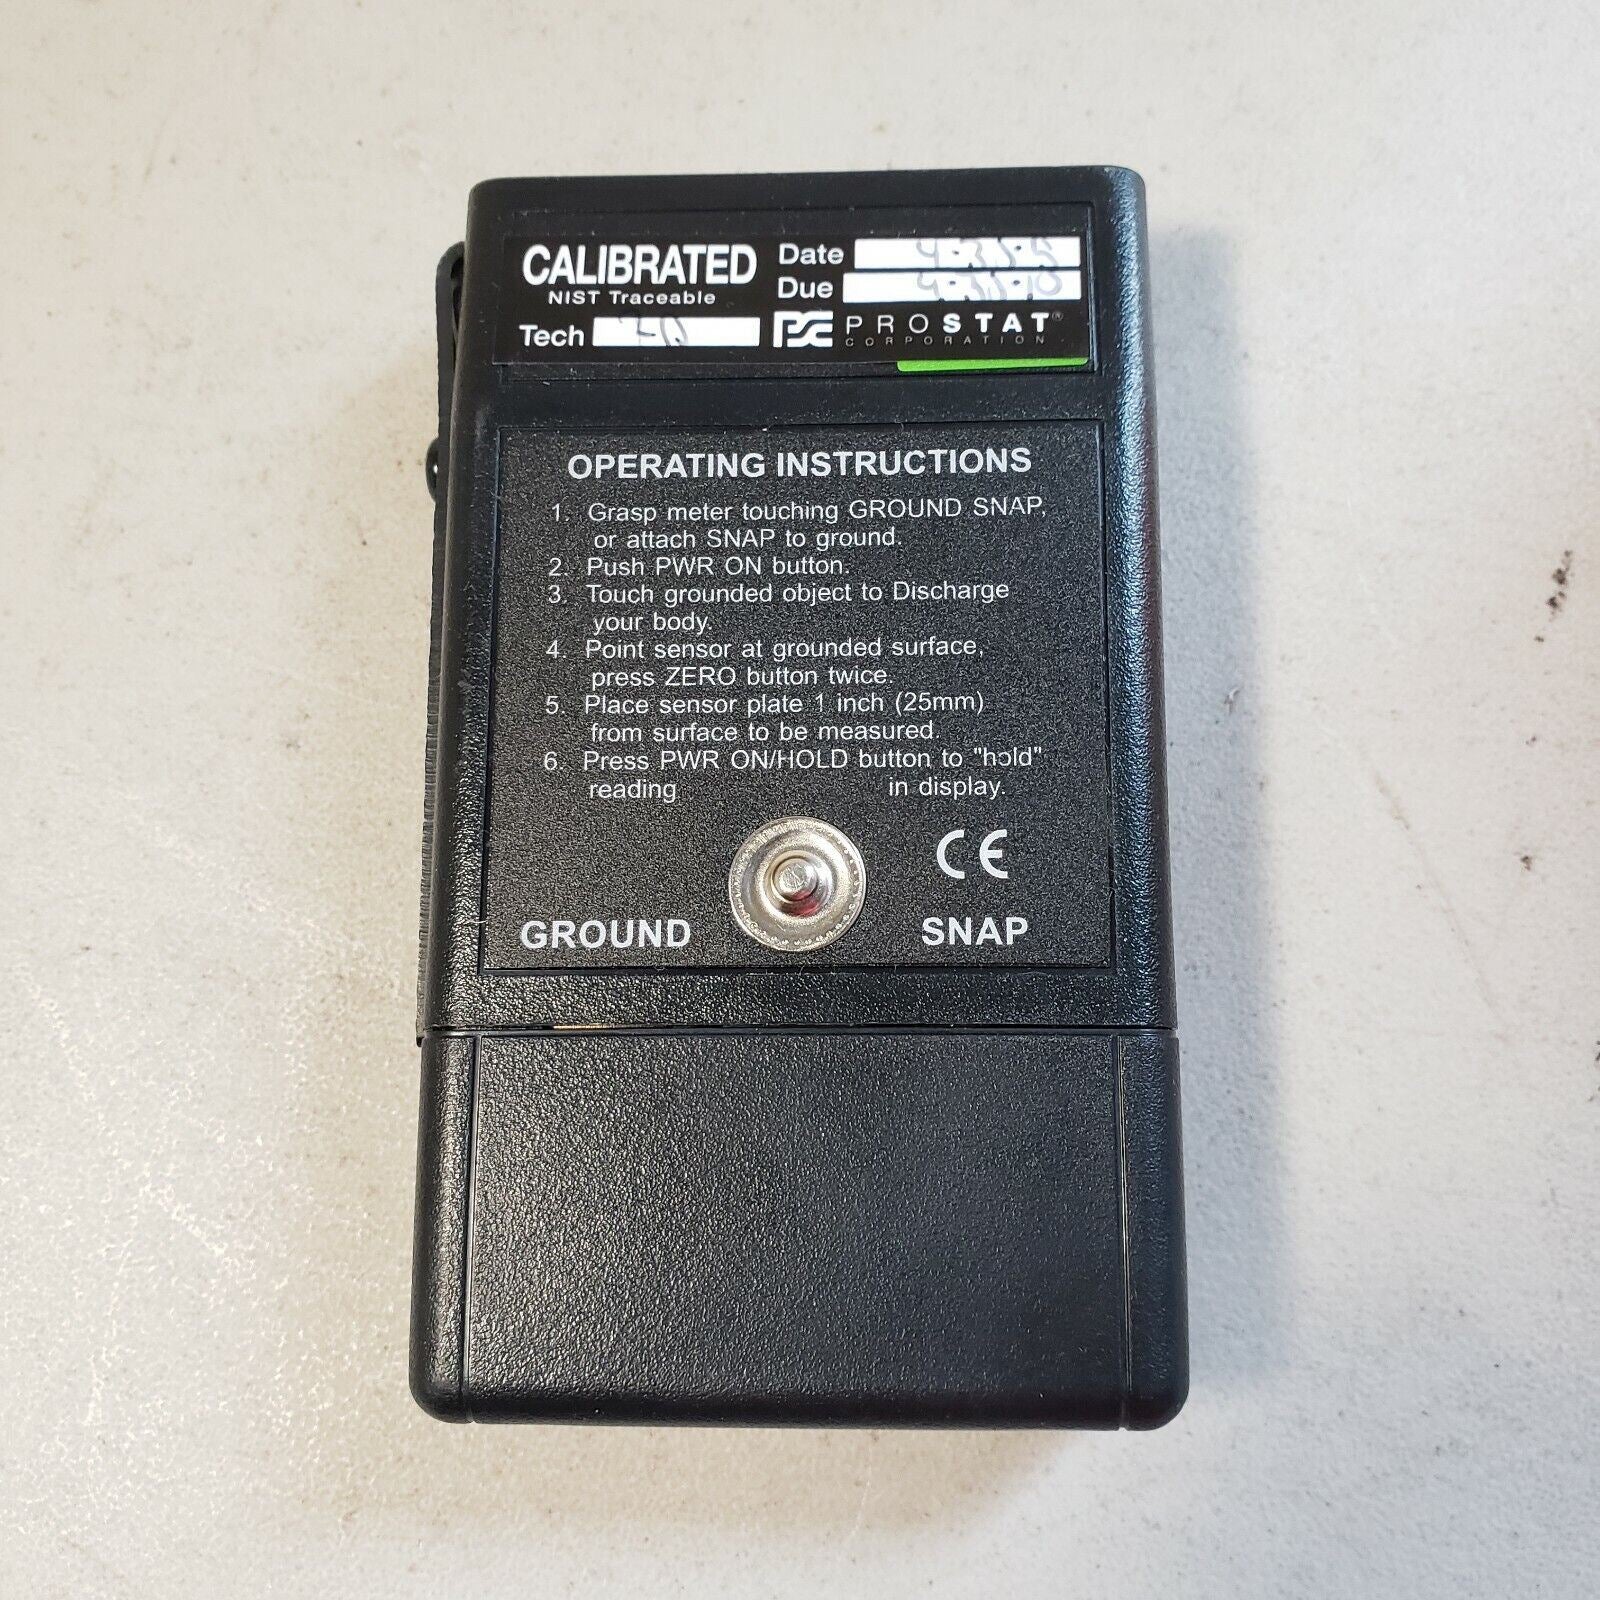 CALIBRATED
NIST Traceable
Date
Due
Tech
PROSTAT®
CORPORATION
OPERATING INSTRUCTIONS
1. Grasp meter touching GROUND SNAP,
or attach SNAP to ground.
2. Push PWR ON button.
3. Touch grounded object to Discharge
your body.
4. Point sensor at grounded surface,
press ZERO button twice.
5. Place sensor plate 1 inch (25mm)
from surface to be measured.
6. Press PWR ON/HOLD button to "hold"
reading in display.
CE
GROUND SNAP